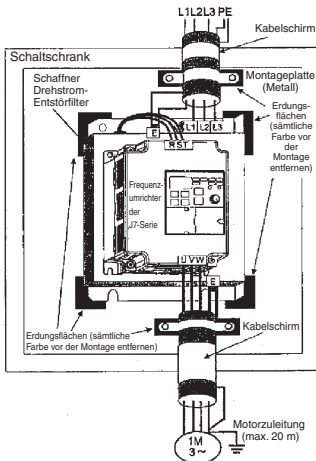 L1L2L3 PE
Kabelschirm
Schaltschrank
Montageplatte
(Metall)
Schaffner
Drehstrom-
Entstörfilter
Erdungs-
flächen
(sämtliche
Farbe vor
der
Montage
entfernen)
E
L1 L2 L3
RST
Frequenz-
umrichter
der
J7-Serie
UVW
E
Erdungsflächen (sämtliche
Farbe vor der Montage entfernen)
Kabelschirm
Motorzuleitung
(max. 20 m)
1M
3~